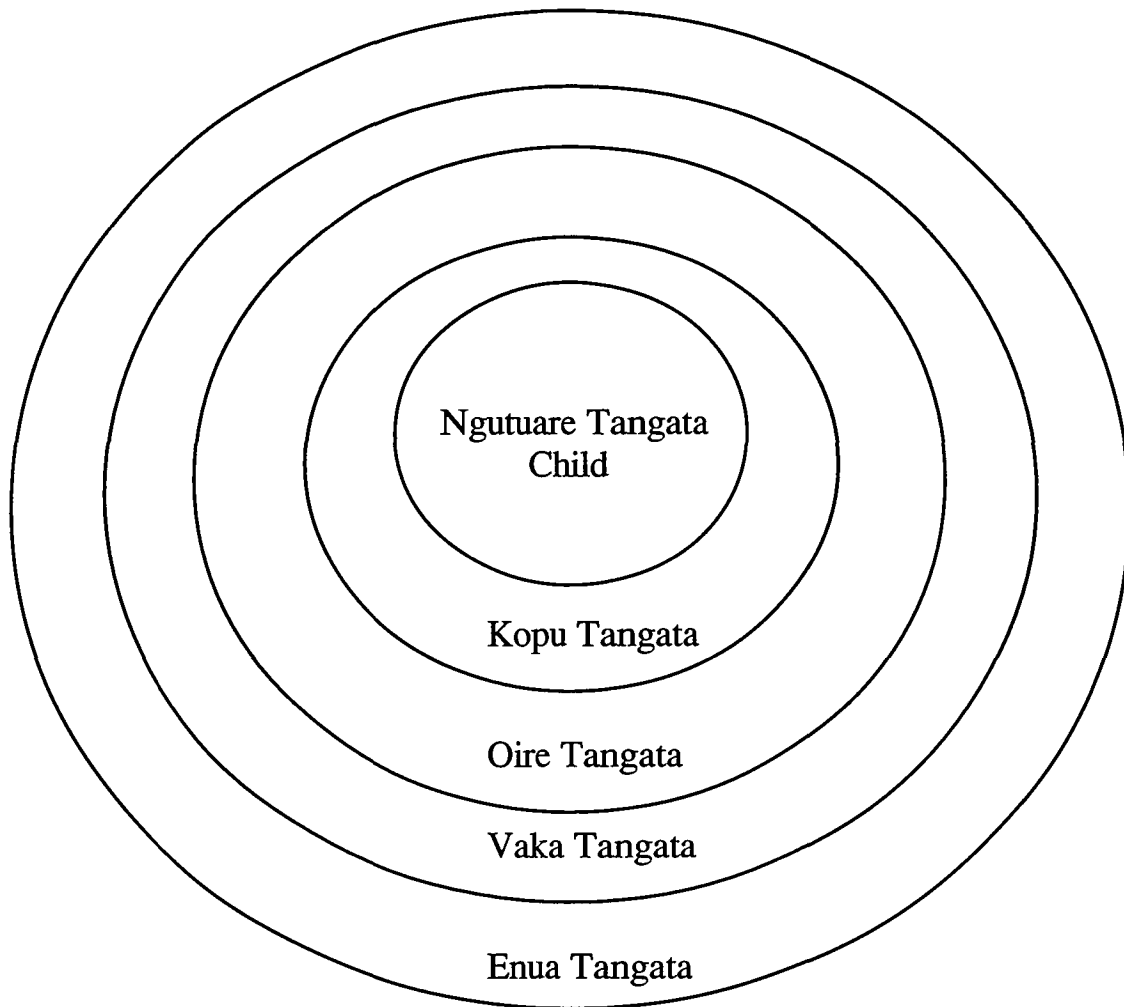 Ngutuare Tangata
Child
Kopu Tangata
Oire Tangata
Vaka Tangata
Enua Tangata